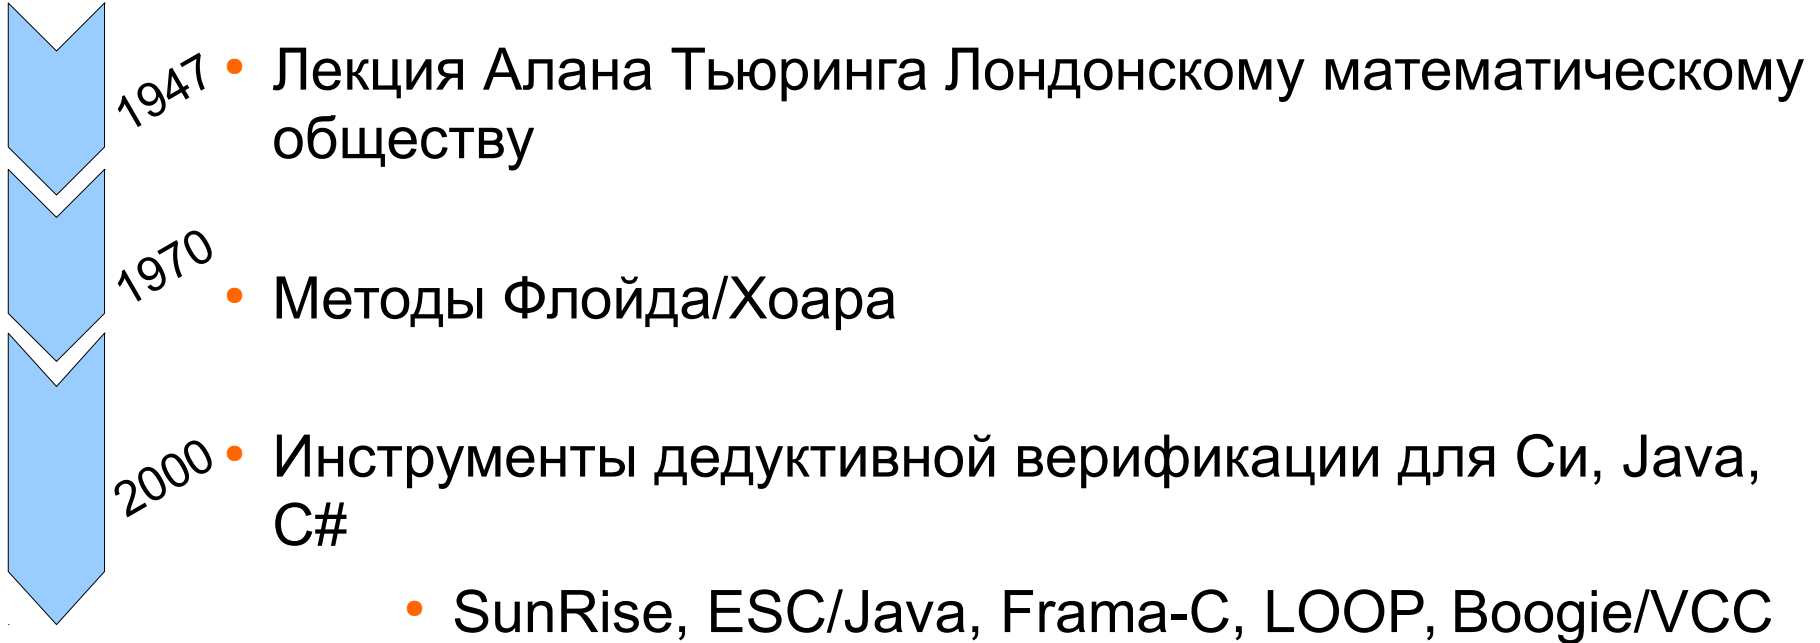 1947
• Лекция Алана Тьюринга Лондонскому математическому
обществу
1970
• Методы Флойда/Хоара
2000
• Инструменты дедуктивной верификации для Си, Java,
C#
• SunRise, ESC/Java, Frama-C, LOOP, Boogie/VCC